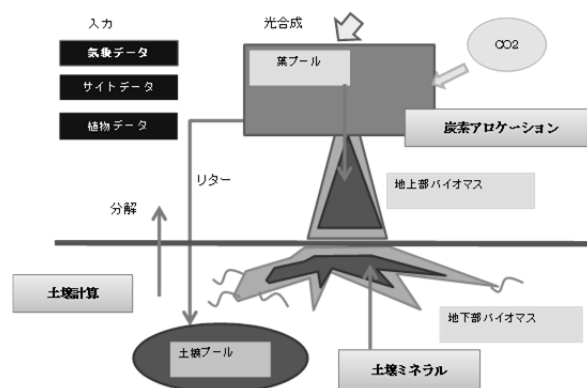 入力
光合成
気候データ
サイトデータ
植物データ
葉プール
CO2
炭素アロケーション
リター
地上部バイオマス
分解
土壌計算
地下部バイオマス
土壌プール
土壌ミネラル